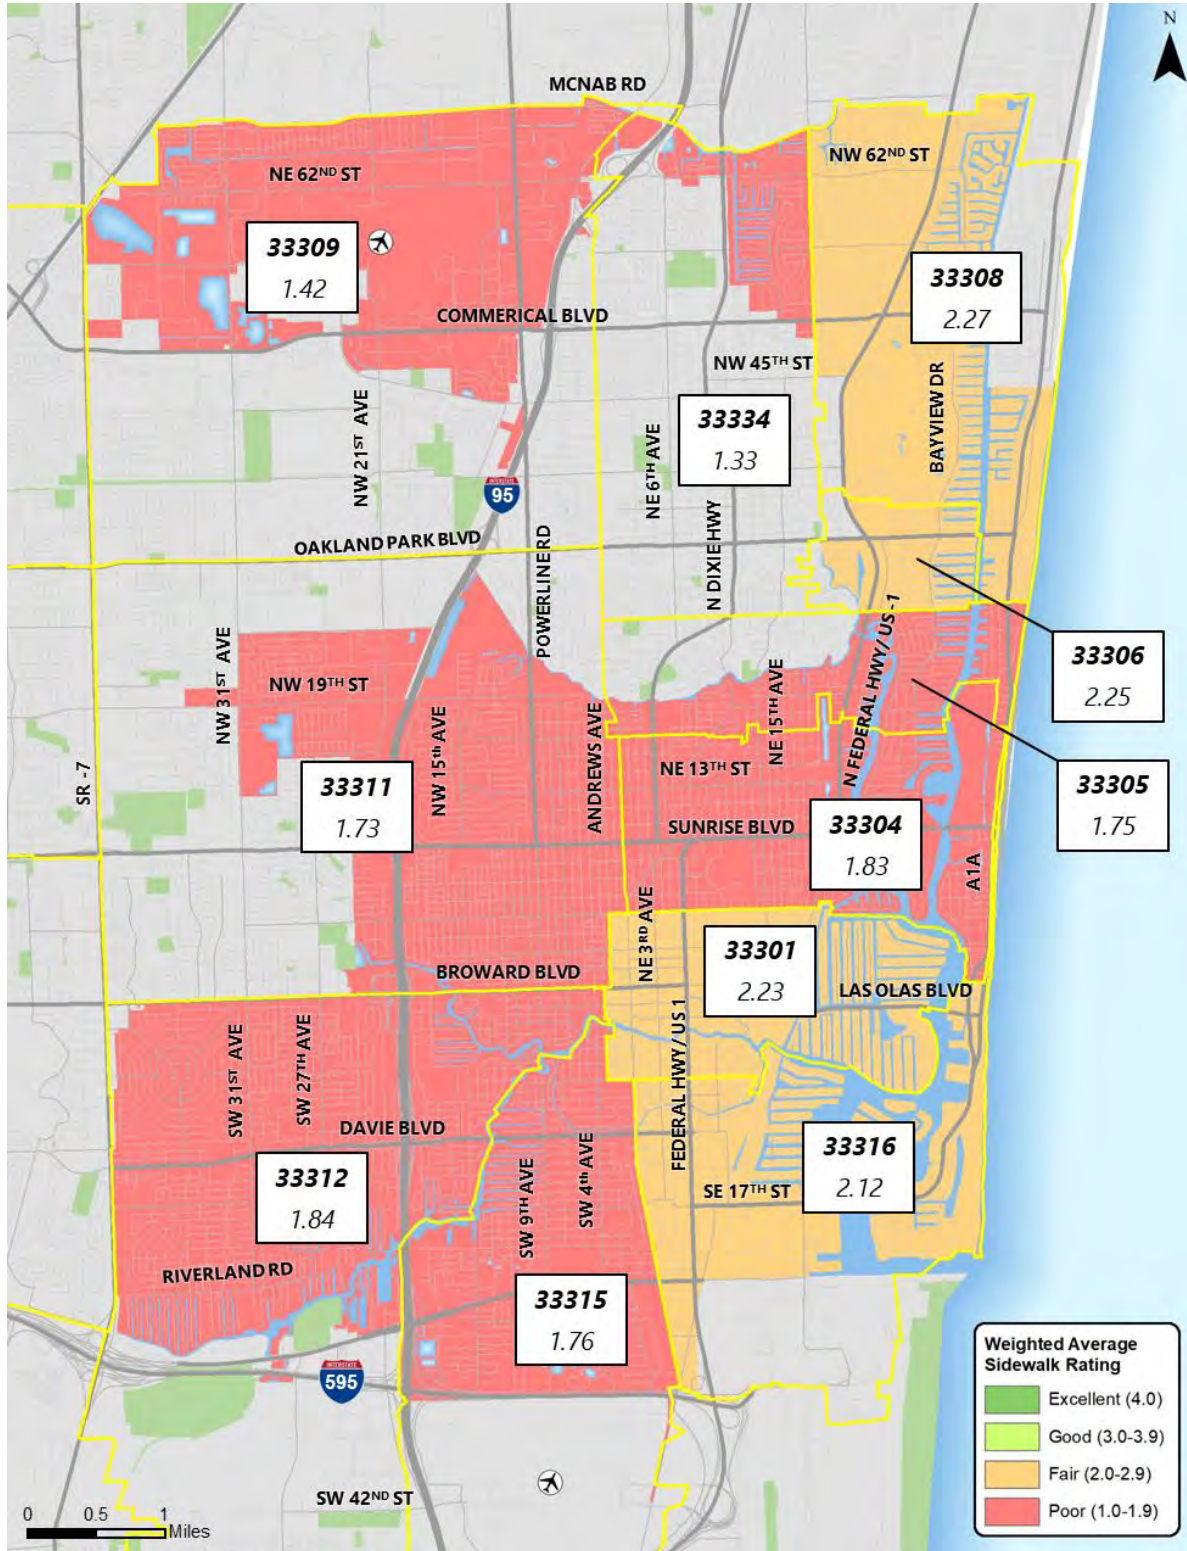 N
MCNAB RD
NE 62ND ST
NW 62ND ST
33309
1.42
33308
2.27
COMMERICAL BLVD
NW 45TH ST
BAYVIEW DR
NW 21ST AVE
33334
1.33
NE 6TH AVE
INTERSTATE
95
N DIXIE HWY
OAKLAND PARK BLVD
POWERLINE RD
N FEDERAL HWY/ US -1
33306
2.25
NW 31ST AVE
NW 19TH ST
NE 15TH AVE
ANDREWS AVE
NW 15th AVE
NE 13TH ST
SR -7
33311
1.73
33305
1.75
SUNRISE BLVD
33304
1.83
A1A
NE 3RD AVE
33301
2.23
BROWARD BLVD
LAS OLAS BLVD
SW 31ST AVE
SW 27TH AVE
FEDERAL HWY/ US 1
DAVIE BLVD
33312
1.84
SW 9TH AVE
SW 4th AVE
33316
2.12
SE 17TH ST
RIVERLAND RD
33315
1.76
INTERSTATE
595
SW 42ND ST
0 0.5 1
Miles
Weighted Average
Sidewalk Rating
Excellent (4.0)
Good (3.0-3.9)
Fair (2.0-2.9)
Poor (1.0-1.9)